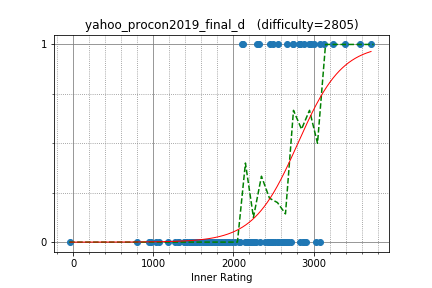 yahoo_procon2019_final_d (difficulty=2805)
1
0
0 1000 2000 3000
Inner Rating